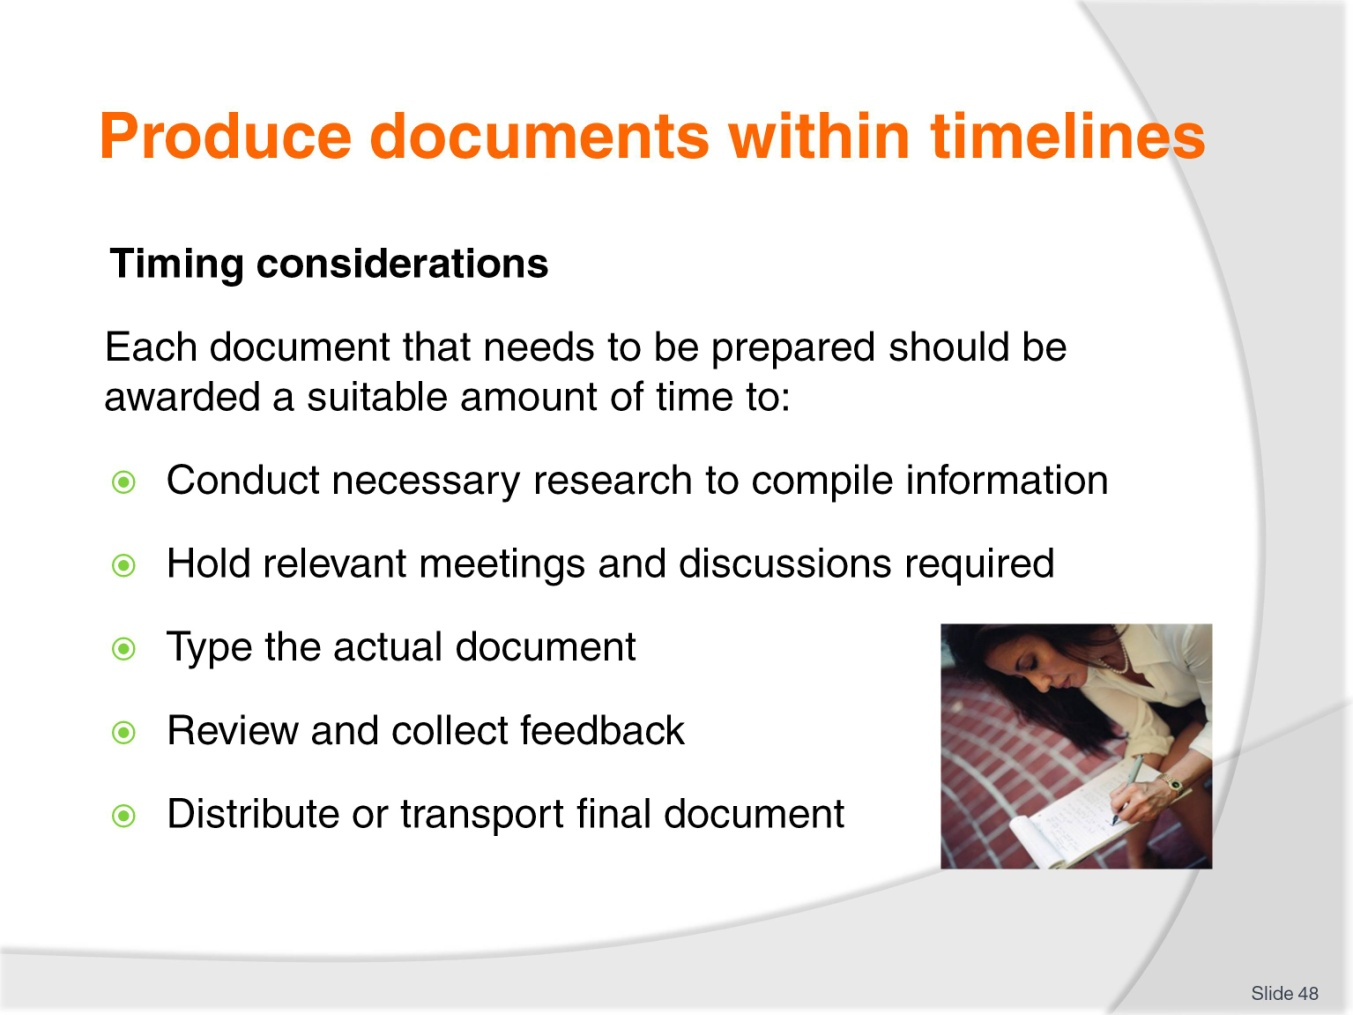 Produce documents within timelines
Timing considerations
Each document that needs to be prepared should be
awarded a suitable amount of time to:
Conduct necessary research to compile information
Hold relevant meetings and discussions required
Type the actual document
Review and collect feedback
Distribute or transport final document
Slide 48